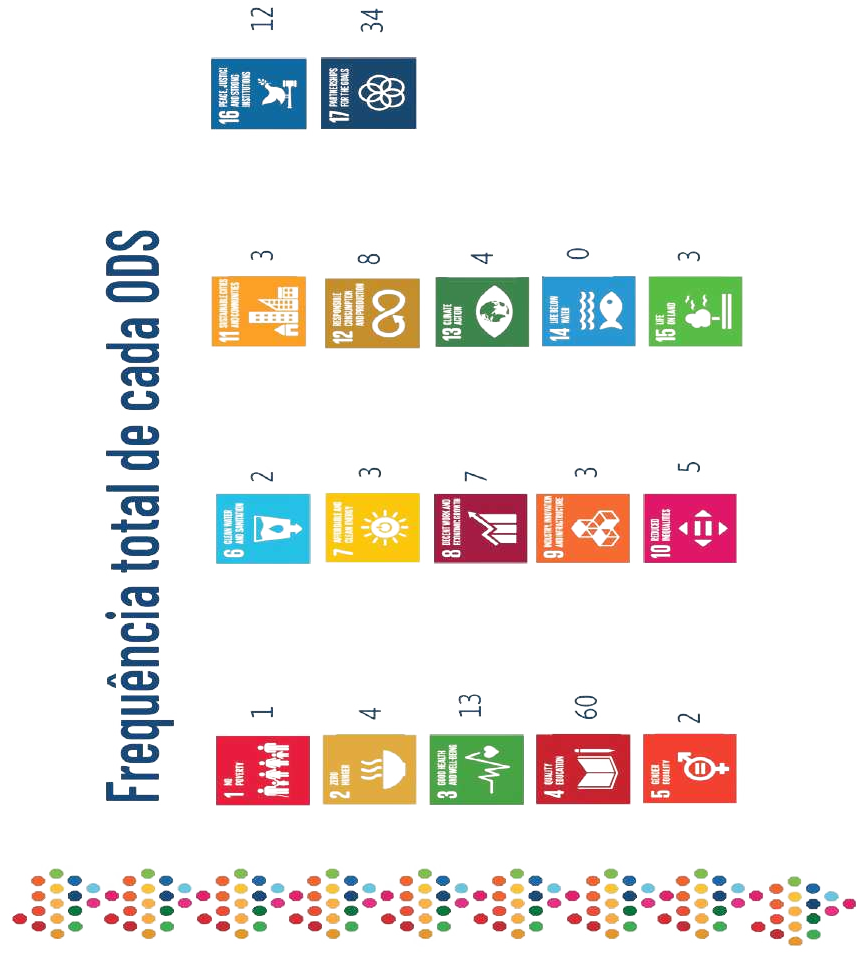 Frequência total de cada ODS
1 NO
POVERTY
1
2 ZERO
HUNGER
4
3 GOOD HEALTH
AND WELL-BEING
13
4 QUALITY
EDUCATION
60
5 GENDER
EQUALITY
2
6 CLEAN WATER
AND SANITATION
2
7 AFFORDABLE AND
CLEAN ENERGY
3
8 DECENT WORK AND
ECONOMIC GROWTH
7
9 INDUSTRY, INNOVATION
AND INFRASTRUCTURE
3
10 REDUCED
INEQUALITIES
5
11 SUSTAINABLE CITIES
AND COMMUNITIES
3
12 RESPONSIBLE
CONSUMPTION
AND PRODUCTION
8
13 CLIMATE
ACTION
4
14 LIFE BELOW
WATER
0
15 LIFE
ON LAND
3
16 PEACE, JUSTICE
AND STRONG
INSTITUTIONS
12
17 PARTNERSHIPS
FOR THE GOALS
34